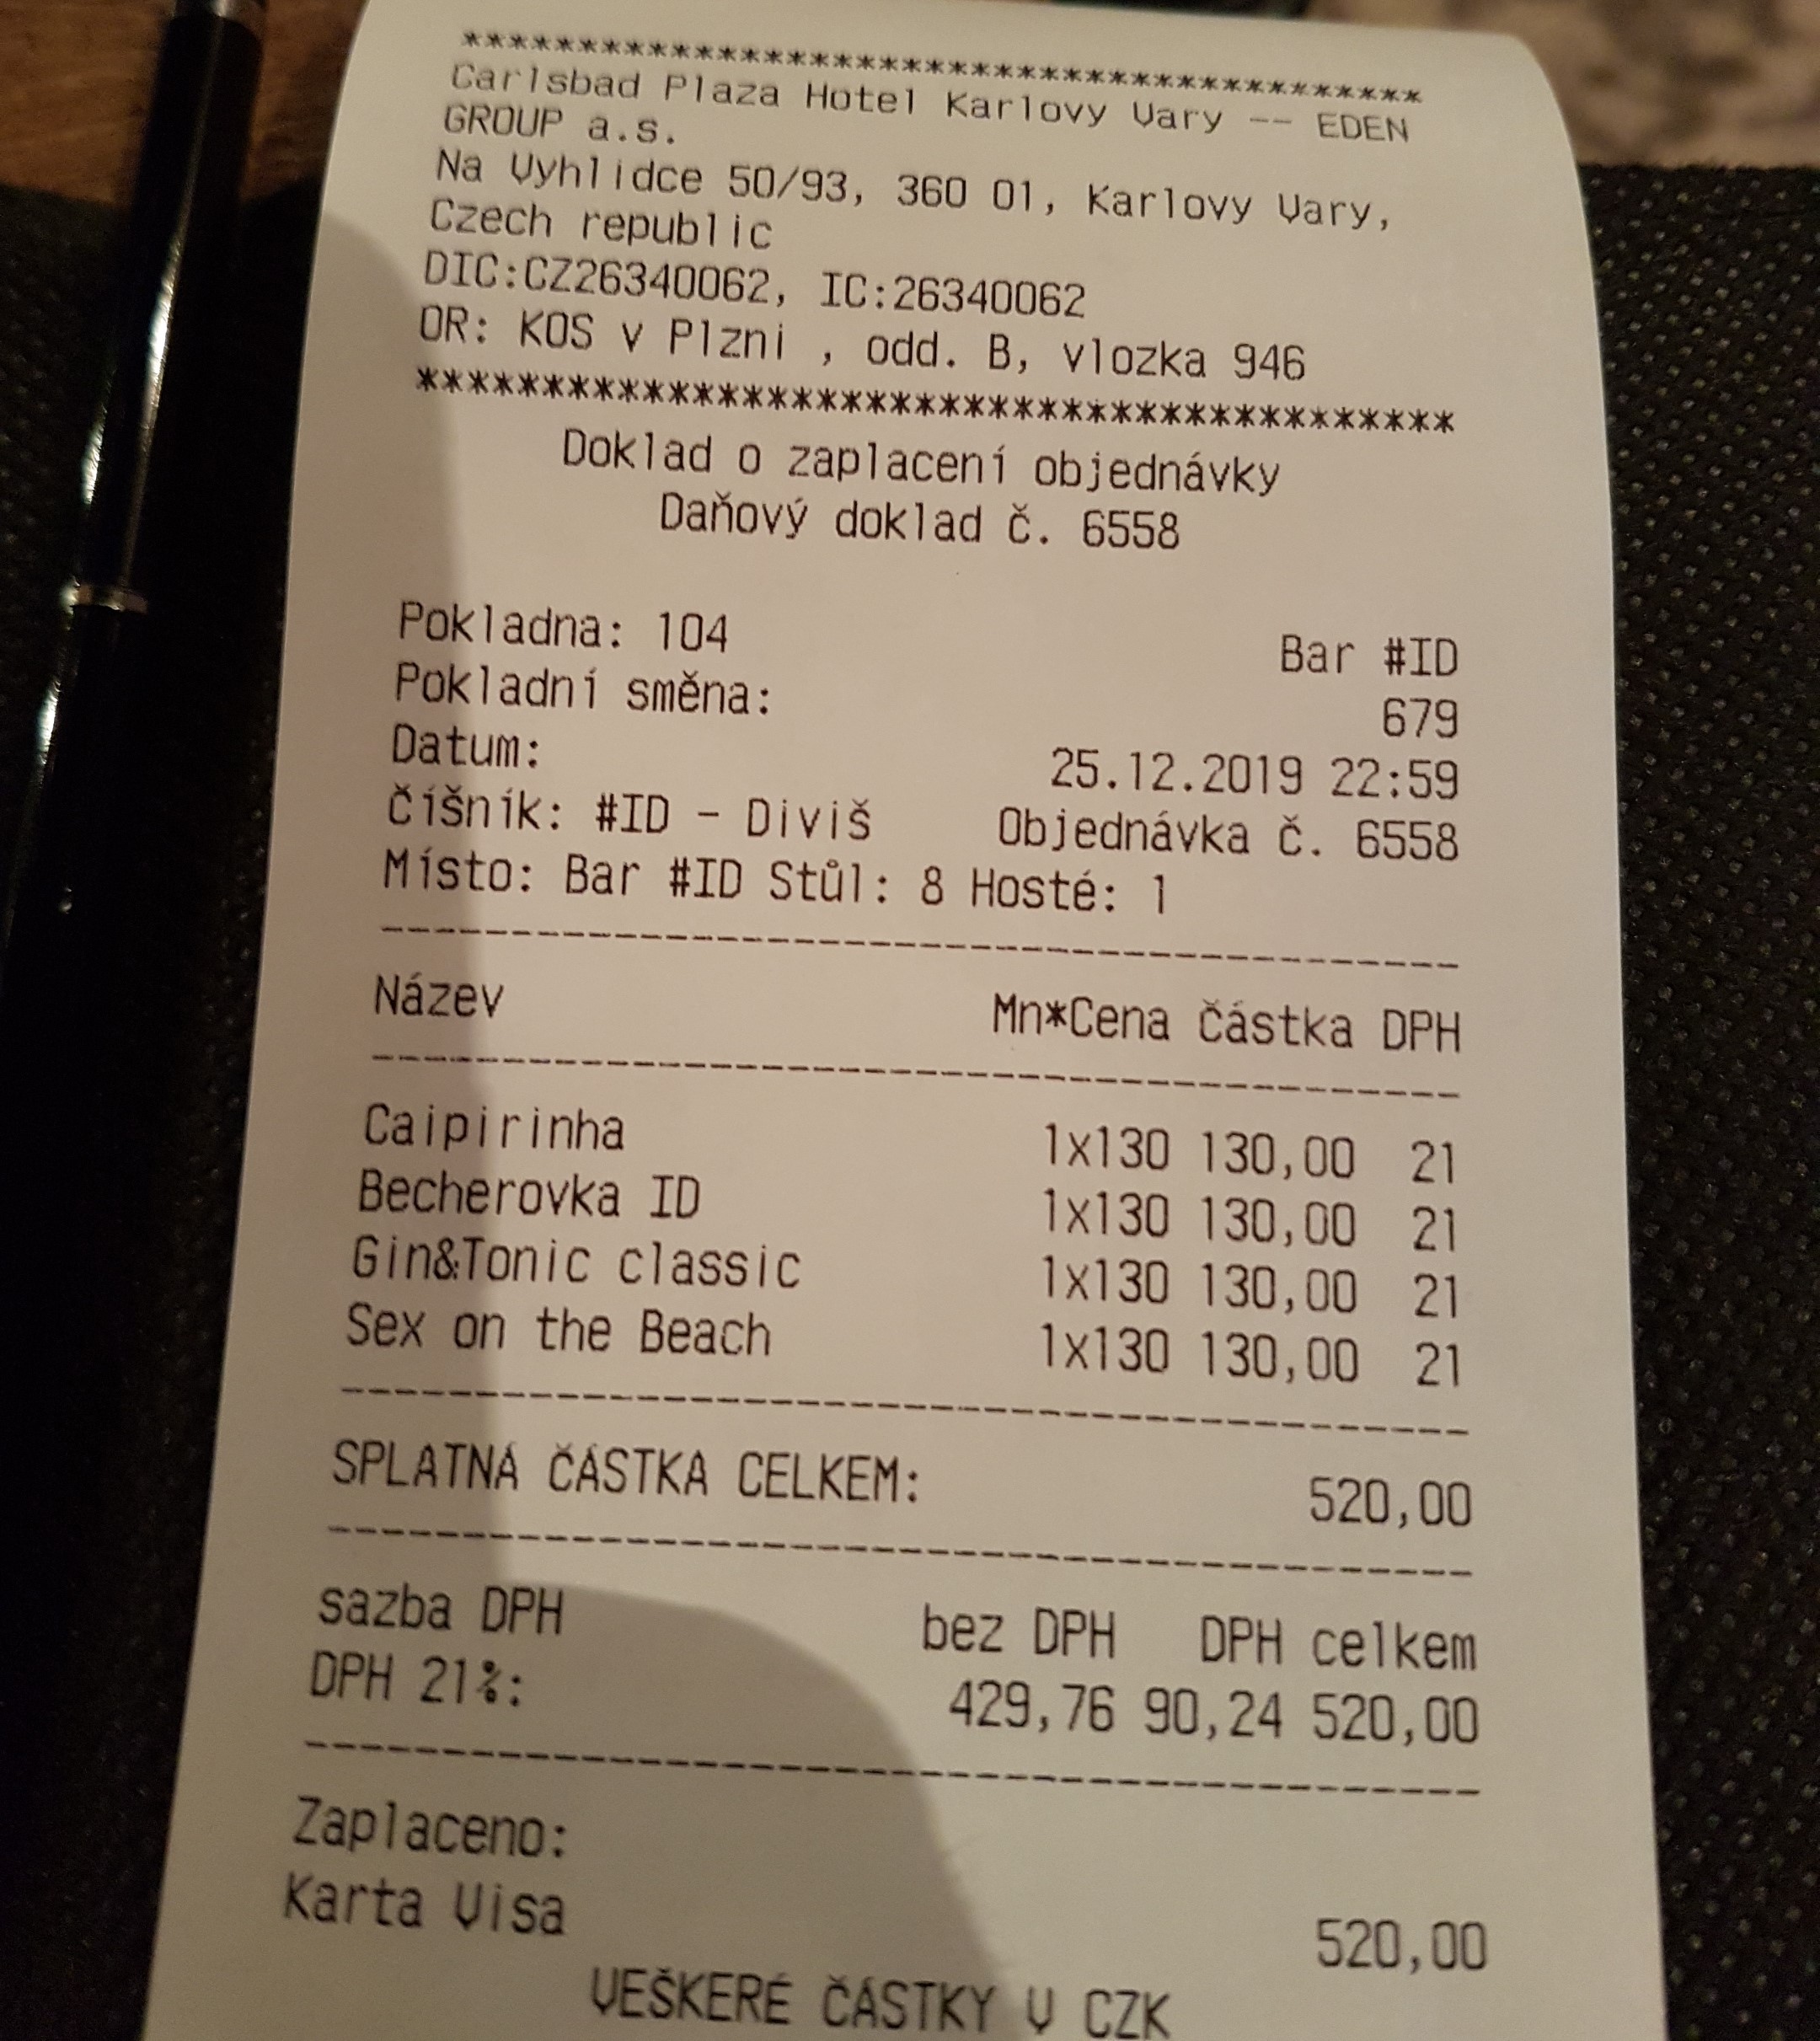 ******************************************
Carlsbad Plaza Hotel Karlovy Vary -- EDEN
GROUP a.s.
Na Vyhlidce 50/93, 360 01, Karlovy Vary,
Czech republic
DIC:CZ26340062, IC:26340062
OR: KOS v Plzni , odd. B, vlozka 946
******************************************
Doklad o zaplacení objednávky
Daňový doklad č. 6558
Pokladna: 104 Bar #ID
Pokladní směna: 679
Datum: 25.12.2019 22:59
Číšník: #ID - Diviš Objednávka č. 6558
Místo: Bar #ID Stůl: 8 Hosté: 1
------------------------------------------
Název Mn*Cena Částka DPH
------------------------------------------
Caipirinha 1x130 130,00 21
Becherovka ID 1x130 130,00 21
Gin&Tonic classic 1x130 130,00 21
Sex on the Beach 1x130 130,00 21
------------------------------------------
SPLATNÁ ČÁSTKA CELKEM: 520,00
------------------------------------------
sazba DPH bez DPH DPH celkem
DPH 21%: 429,76 90,24 520,00
------------------------------------------
Zaplaceno:
Karta Visa 520,00
VEŠKERÉ ČÁSTKY V CZK